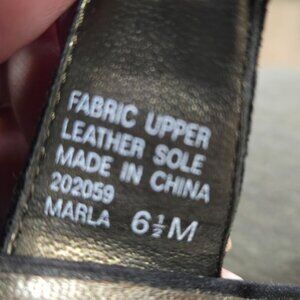 FABRIC UPPER
LEATHER SOLE
MADE IN CHINA
202059
MARLA 6½M